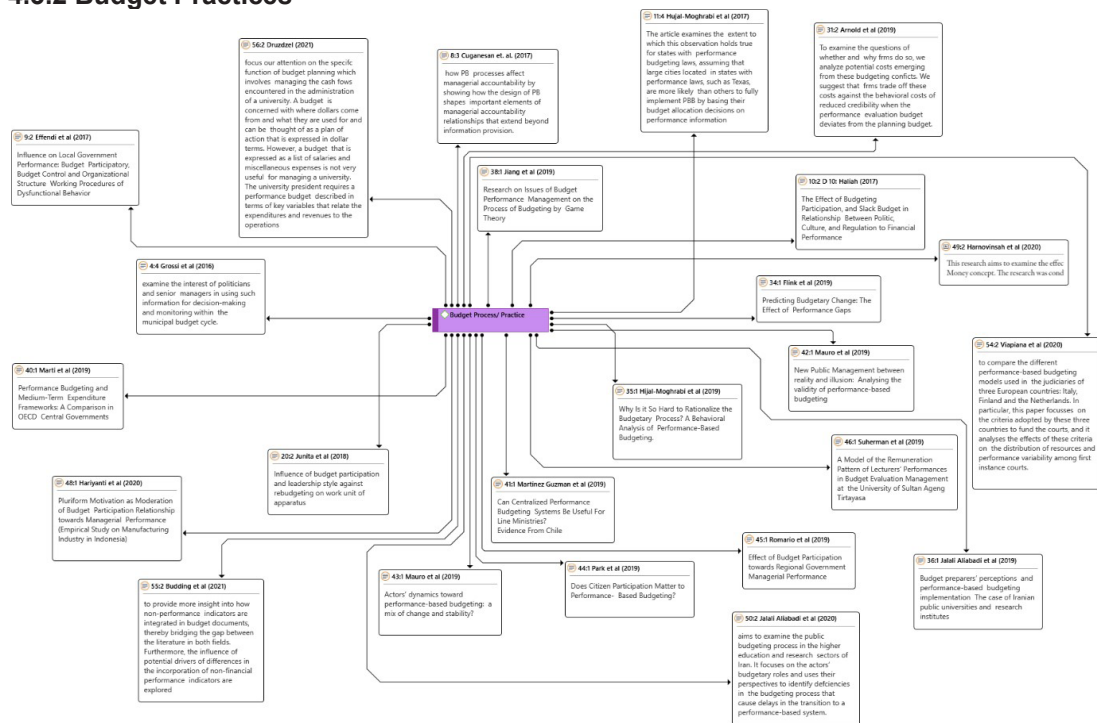 4.3.2 Budget Practices
56:2 Druzdzel (2021)
focus our attention on the specifc
function of budget planning which
involves managing the cash fows
encountered in the administration
of a university. A budget is
concerned with where dollars come
from and what they are used for and
can be thought of as a plan of
action that is expressed in dollar
terms. However, a budget that is
expressed as a list of salaries and
miscellaneous expenses is not very
useful for managing a university.
The university president requires a
performance budget described in
terms of key variables that relate the
expenditures and revenues to the
operations
8:3 Cuganesan et. al. (2017)
how PB processes affect
managerial accountability by
showing how the design of PB
shapes important elements of
managerial accountability
relationships that extend beyond
information provision.
11:4 Hujal-Moghrabi et al (2017)
The article examines the extent to
which this observation holds true
for states with performance
budgeting laws, assuming that
large cities located in states with
performance laws, such as Texas,
are more likely than others to fully
implement PBB by basing their
budget allocation decisions on
performance information
31:2 Arnold et al (2019)
To examine the questions of
whether and why frms do so, we
analyze potential costs emerging
from these budgeting conficts. We
suggest that frms trade off these
costs against the behavioral costs of
reduced credibility when the
performance evaluation budget
deviates from the planning budget.
9:2 Effendi et al (2017)
Influence on Local Government
Performance: Budget Participatory,
Budget Control and Organizational
Structure Working Procedures of
Dysfunctional Behavior
38:1 Jiang et al (2019)
Research on Issues of Budget
Performance Management on the
Process of Budgeting by Game
Theory
10:2 D 10: Haliah (2017)
The Effect of Budgeting
Participation, and Slack Budget in
Relationship Between Politic,
Culture, and Regulation to Financial
Performance
49:2 Harnovinsah et al (2020)
This research aims to examine the effec
Money concept. The research was cond
4:4 Grossi et al (2016)
examine the interest of politicians
and senior managers in using such
information for decision-making
and monitoring within the
municipal budget cycle.
34:1 Flink et al (2019)
Predicting Budgetary Change: The
Effect of Performance Gaps
Budget Process/ Practice
54:2 Viapiana et al (2020)
to compare the different
performance-based budgeting
models used in the judiciaries of
three European countries: Italy,
Finland and the Netherlands. In
particular, this paper focusses on
the criteria adopted by these three
countries to fund the courts, and it
analyses the effects of these criteria
on the distribution of resources and
performance variability among first
instance courts.
42:1 Mauro et al (2019)
New Public Management between
reality and illusion: Analysing the
validity of performance-based
budgeting
40:1 Martí et al (2019)
Performance Budgeting and
Medium-Term Expenditure
Frameworks: A Comparison in
OECD Central Governments
35:1 Hijal-Moghrabi et al (2019)
Why Is it So Hard to Rationalize the
Budgetary Process? A Behavioral
Analysis of Performance-Based
Budgeting.
46:1 Suherman et al (2019)
A Model of the Remuneration
Pattern of Lecturers' Performances
in Budget Evaluation Management
at the University of Sultan Ageng
Tirtayasa
20:2 Junita et al (2018)
Influence of budget participation
and leadership style against
rebudgeting on work unit of
apparatus
48:1 Hariyanti et al (2020)
Pluriform Motivation as Moderation
of Budget Participation Relationship
towards Managerial Performance
(Empirical Study on Manufacturing
Industry in Indonesia)
41:1 Martinez Guzman et al (2019)
Can Centralized Performance
Budgeting Systems Be Useful For
Line Ministries?
Evidence From Chile
45:1 Romario et al (2019)
Effect of Budget Participation
towards Regional Government
Managerial Performance
36:1 Jalali Aliabadi et al (2019)
Budget preparers' perceptions and
performance-based budgeting
implementation The case of Iranian
public universities and research
institutes
55:2 Budding et al (2021)
to provide more insight into how
non-performance indicators are
integrated in budget documents,
thereby bridging the gap between
the literature in both fields.
Furthermore, the influence of
potential drivers of differences in
the incorporation of non-financial
performance indicators are
explored
43:1 Mauro et al (2019)
Actors' dynamics toward
performance-based budgeting: a
mix of change and stability?
44:1 Park et al (2019)
Does Citizen Participation Matter to
Performance- Based Budgeting?
50:2 Jalali Aliabadi et al (2020)
aims to examine the public
budgeting process in the higher
education and research sectors of
Iran. It focuses on the actors'
budgetary roles and uses their
perspectives to identify defciencies
in the budgeting process that
cause delays in the transition to a
performance-based system.